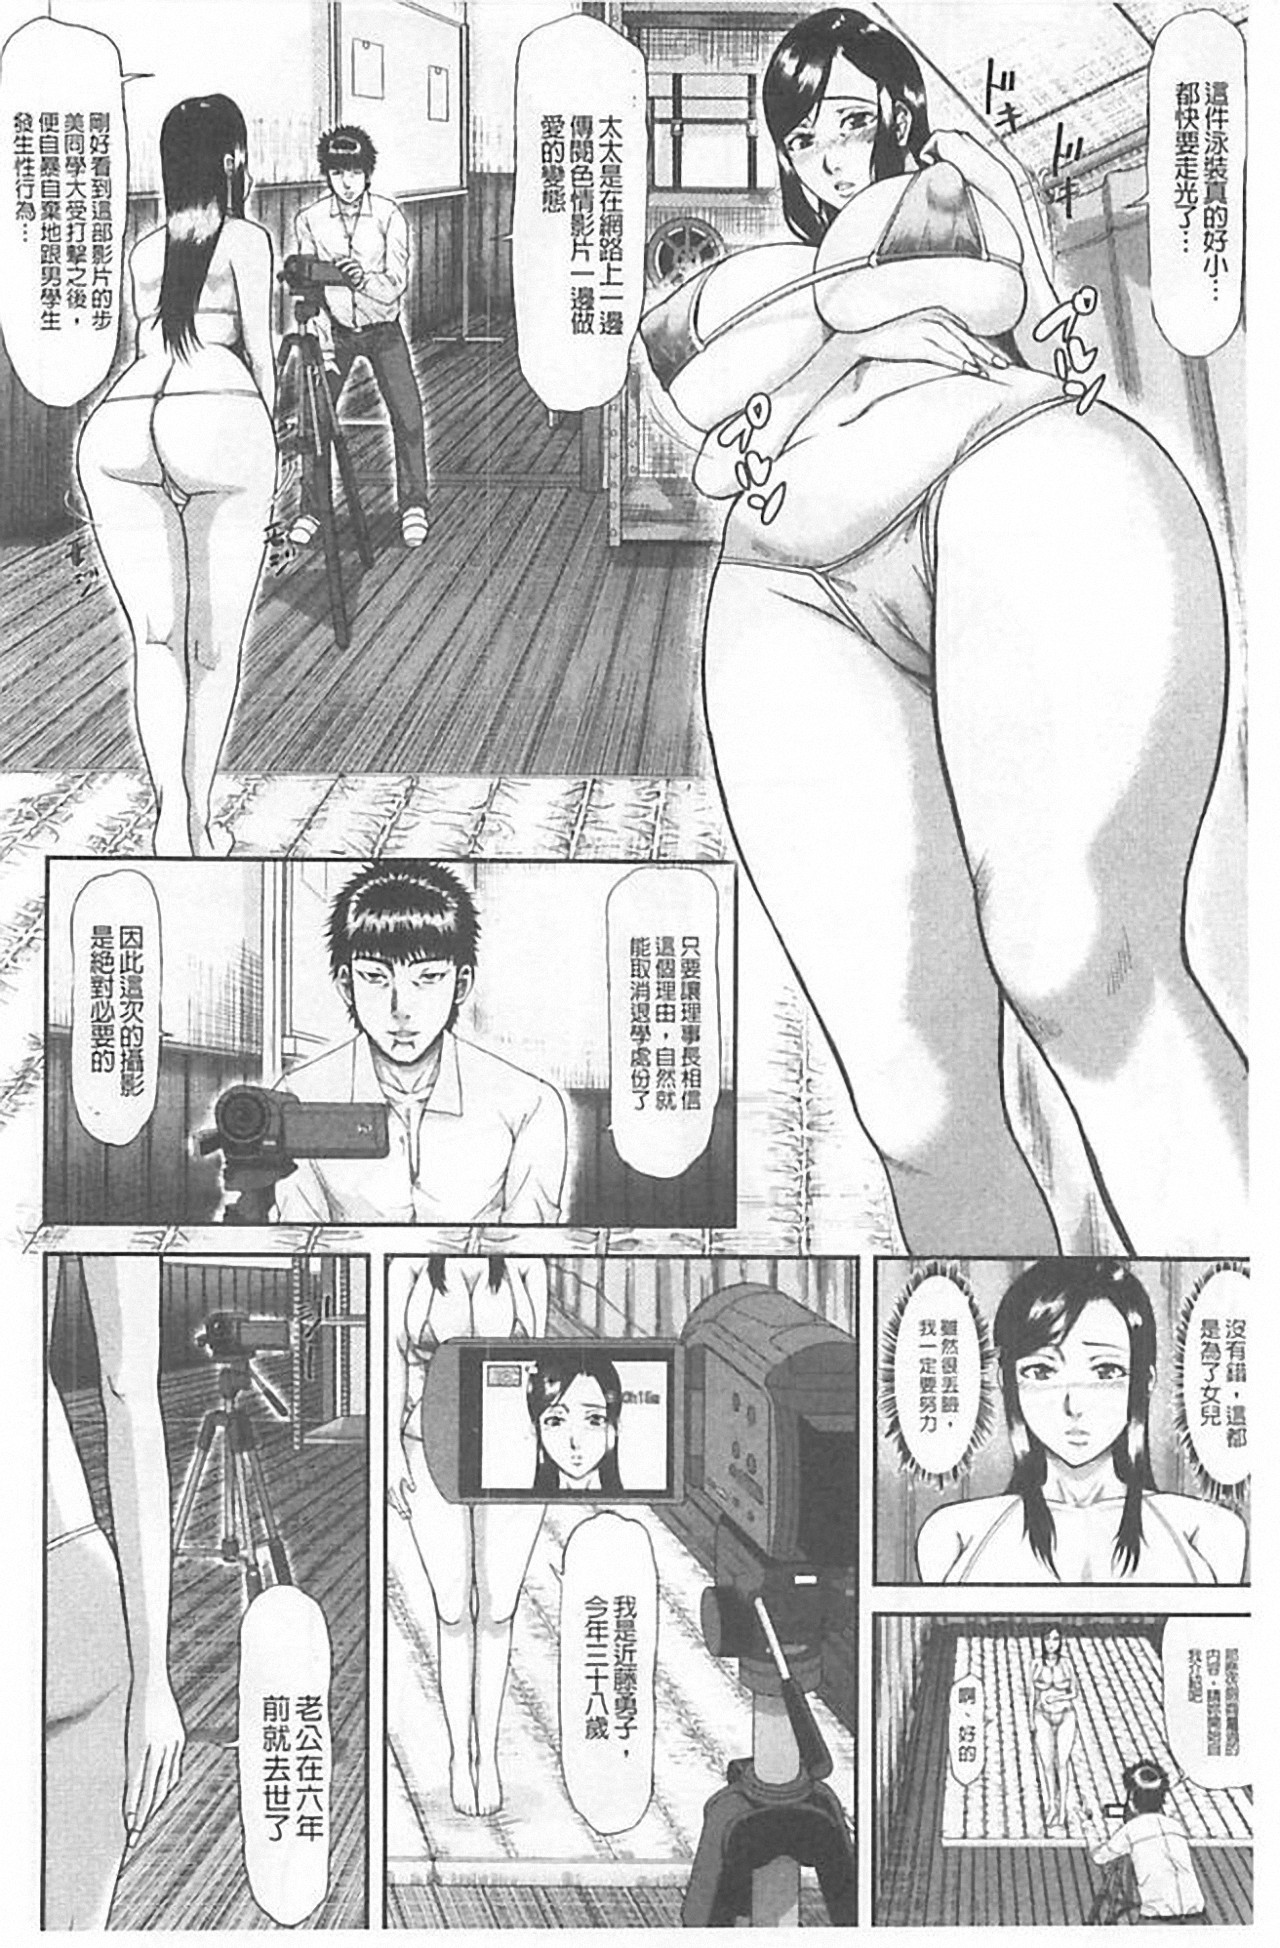 這件泳裝真的好小…
都快要走光了…
ドキ
太太是在網路上一邊
傳閱色情影片一邊做
愛的變態
剛好看到這部影片的步
美同學大受打擊之後，
便自暴自棄地跟男學生
發生性行為…
モジ
モジ
只要讓理事長相信
這個理由，自然就
能取消退學處份了
因此這次的攝影
是絕對必要的
沒有錯，這都
是為了女兒
雖然很丟臉，
我一定要努力
我介紹吧
啊、好的
我是近藤勇子，
今年三十八歲
老公在六年
前就去世了